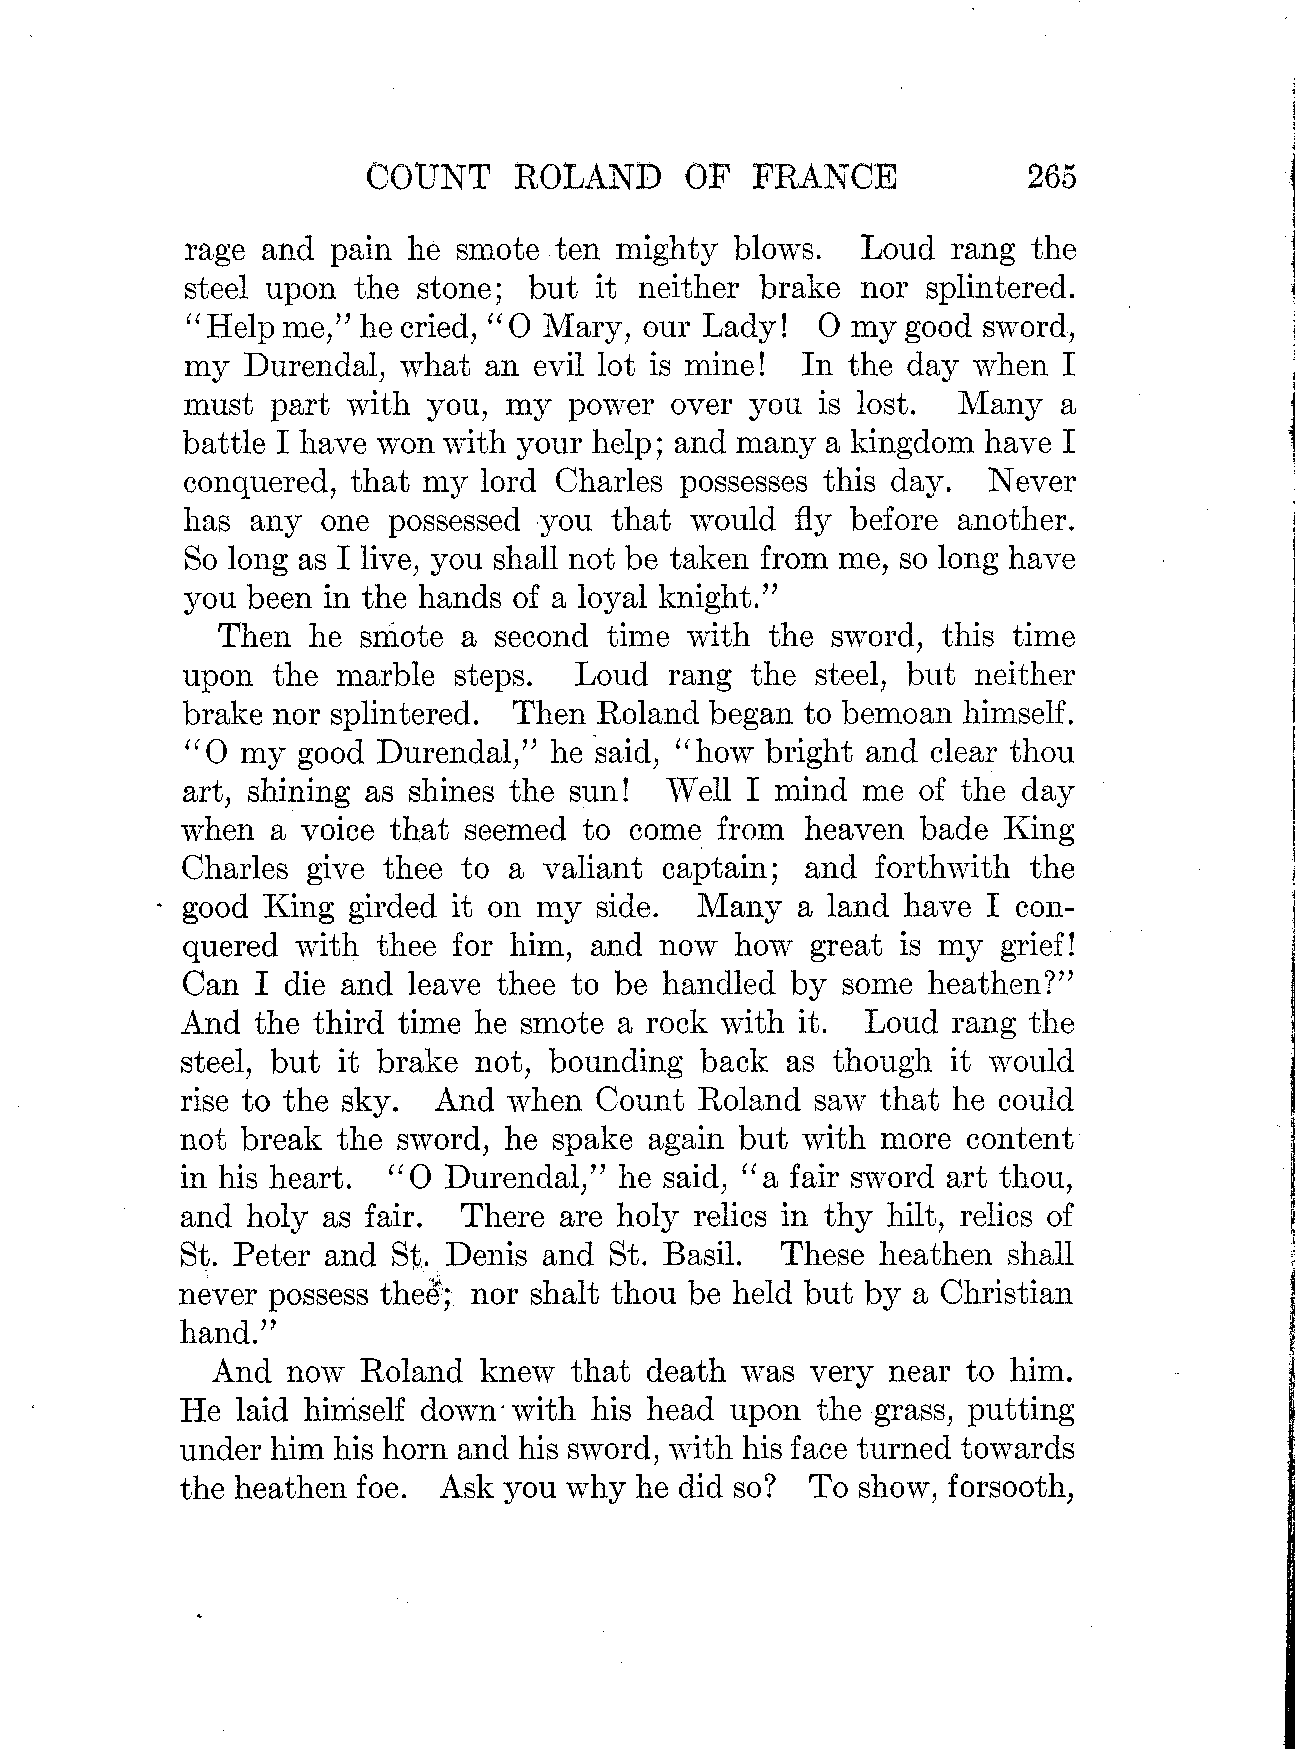 COUNT ROLAND OF FRANCE 265
rage and pain he smote ten mighty blows. Loud rang the
steel upon the stone; but it neither brake nor splintered.
"Help me," he cried, "O Mary, our Lady! O my good sword,
my Durendal, what an evil lot is mine! In the day when I
must part with you, my power over you is lost. Many a
battle I have won with your help; and many a kingdom have I
conquered, that my lord Charles possesses this day. Never
has any one possessed you that would fly before another.
So long as I live, you shall not be taken from me, so long have
you been in the hands of a loyal knight."
Then he smote a second time with the sword, this time
upon the marble steps. Loud rang the steel, but neither
brake nor splintered. Then Roland began to bemoan himself.
"O my good Durendal," he said, "how bright and clear thou
art, shining as shines the sun! Well I mind me of the day
when a voice that seemed to come from heaven bade King
Charles give thee to a valiant captain; and forthwith the
good King girded it on my side. Many a land have I con-
quered with thee for him, and now how great is my grief!
Can I die and leave thee to be handled by some heathen?"
And the third time he smote a rock with it. Loud rang the
steel, but it brake not, bounding back as though it would
rise to the sky. And when Count Roland saw that he could
not break the sword, he spake again but with more content
in his heart. "O Durendal," he said, "a fair sword art thou,
and holy as fair. There are holy relics in thy hilt, relics of
St. Peter and St. Denis and St. Basil. These heathen shall
never possess thee; nor shalt thou be held but by a Christian
hand."
And now Roland knew that death was very near to him.
He laid himself down with his head upon the grass, putting
under him his horn and his sword, with his face turned towards
the heathen foe. Ask you why he did so? To show, forsooth,